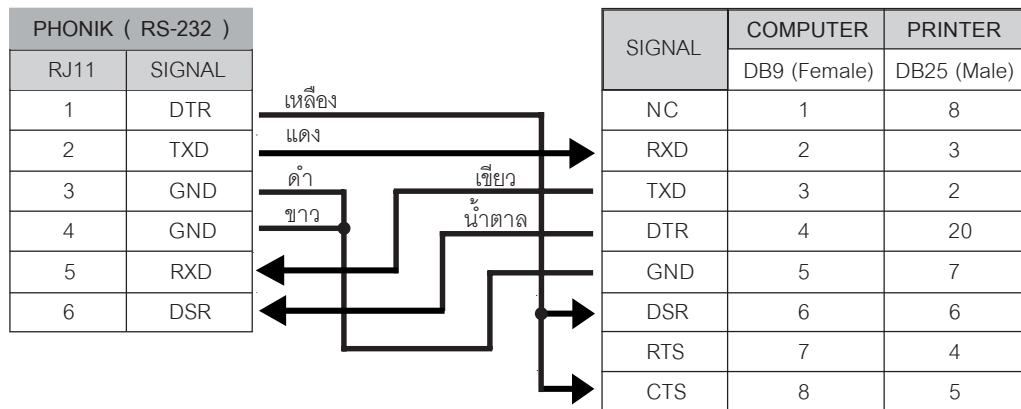 PHONIK ( RS-232 )
RJ11 SIGNAL
1 DTR
2 TXD
3 GND
4 GND
5 RXD
6 DSR
เหลือง
แดง
ดำ
ขาว
เขียว
น้ำตาล
SIGNAL COMPUTER PRINTER
DB9 (Female) DB25 (Male)
NC 1 8
RXD 2 3
TXD 3 2
DTR 4 20
GND 5 7
DSR 6 6
RTS 7 4
CTS 8 5